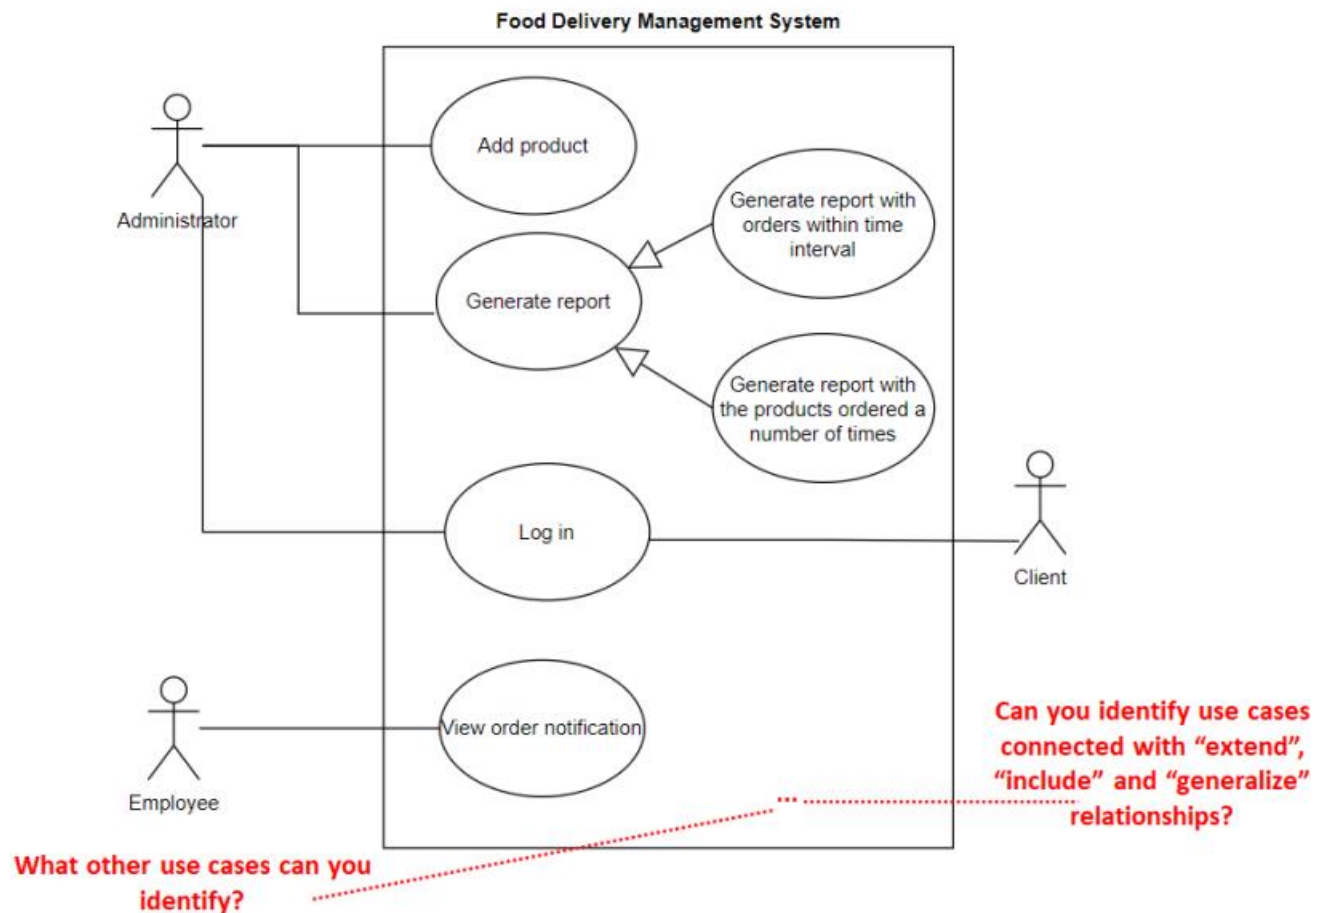 Food Delivery Management System
Add product
Administrator
Generate report with
orders within time
interval
Generate report
Generate report with
the products ordered a
number of times
Log in
Client
View order notification
Employee
Can you identify use cases
connected with “extend”,
“include” and “generalize”
relationships?
...
What other use cases can you
identify?